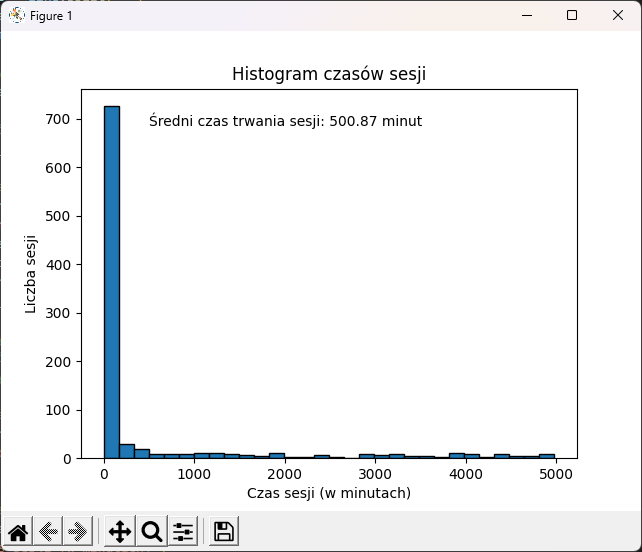 Figure 1
Histogram czasów sesji
Średni czas trwania sesji: 500.87 minut
700
600
500
400
300
200
100
0
Liczba sesji
0 1000 2000 3000 4000 5000
Czas sesji (w minutach)